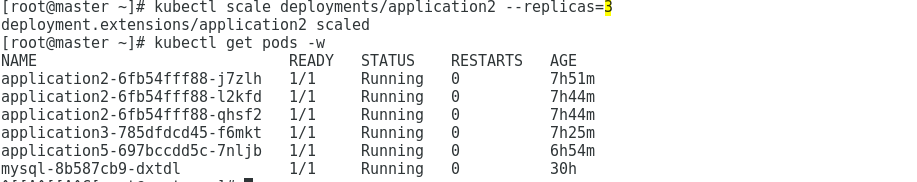 [root@master ~]# kubectl scale deployments/application2 --replicas=3
deployment.extensions/application2 scaled
[root@master ~]# kubectl get pods -w
NAME READY STATUS RESTARTS AGE
application2-6fb54fff88-j7zlh 1/1 Running 0 7h51m
application2-6fb54fff88-l2kfd 1/1 Running 0 7h44m
application2-6fb54fff88-qhsf2 1/1 Running 0 7h44m
application3-785dfdcd45-f6mkt 1/1 Running 0 7h25m
application5-697bccdd5c-7nljb 1/1 Running 0 6h54m
mysql-8b587cb9-dxtdl 1/1 Running 0 30h